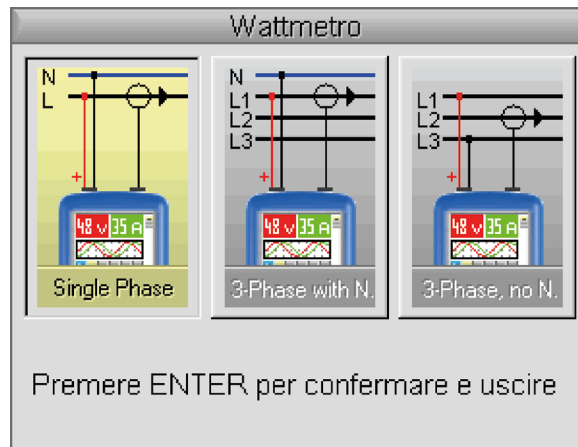 Wattmetro
N
L
+
48 V 35 A
Single Phase
N
L1
L2
L3
+
48 V 35 A
3-Phase with N.
L1
L2
L3
+
48 V 35 A
3-Phase, no N.
Premere ENTER per confermare e uscire